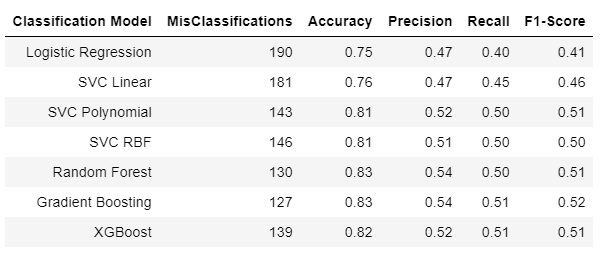 Classification Model MisClassifications Accuracy Precision Recall F1-Score
Logistic Regression 190 0.75 0.47 0.40 0.41
SVC Linear 181 0.76 0.47 0.45 0.46
SVC Polynomial 143 0.81 0.52 0.50 0.51
SVC RBF 146 0.81 0.51 0.50 0.50
Random Forest 130 0.83 0.54 0.50 0.51
Gradient Boosting 127 0.83 0.54 0.51 0.52
XGBoost 139 0.82 0.52 0.51 0.51